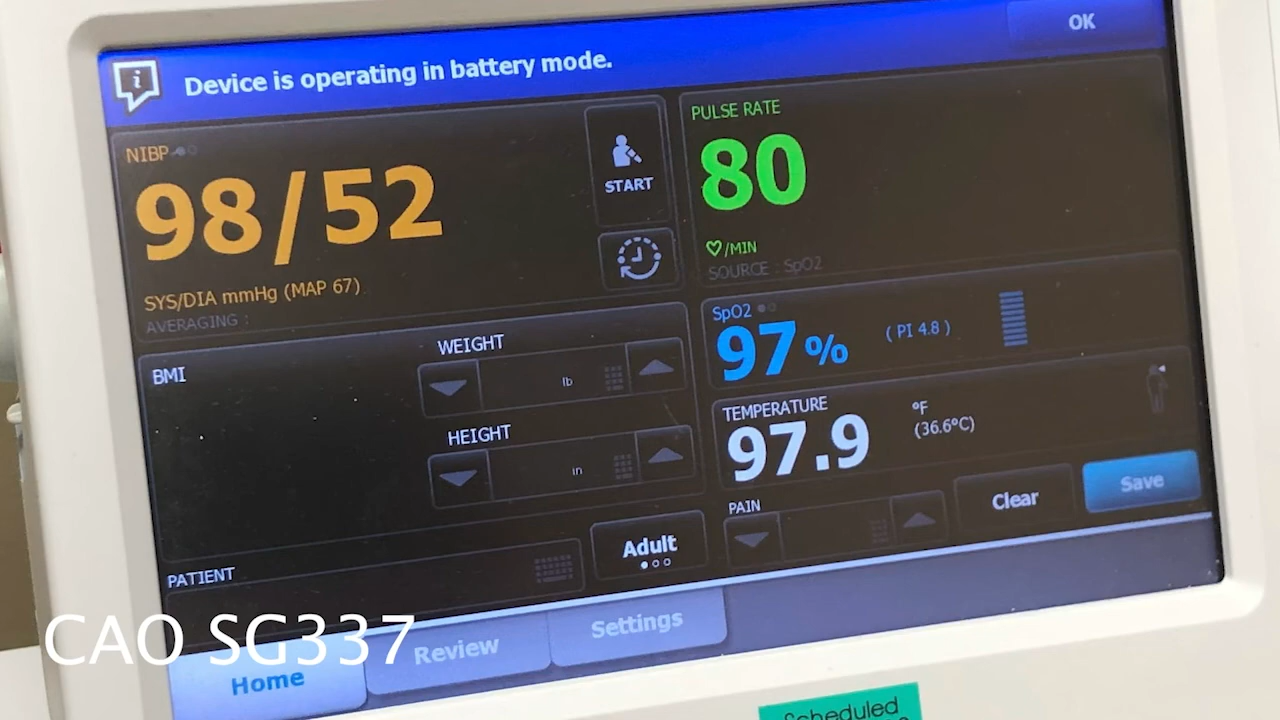 Device is operating in battery mode.
OK
NIBP
98/52
SYS/DIA mmHg (MAP 67)
AVERAGING :
START
PULSE RATE
80
/MIN
SOURCE : SpO2
SpO2
97%
( PI 4.8 )
TEMPERATURE
97.9
°F
(36.6°C)
BMI
WEIGHT
lb
HEIGHT
in
PAIN
Clear
Save
PATIENT
Adult
Home
Review
Settings
CAO SG337
Scheduled